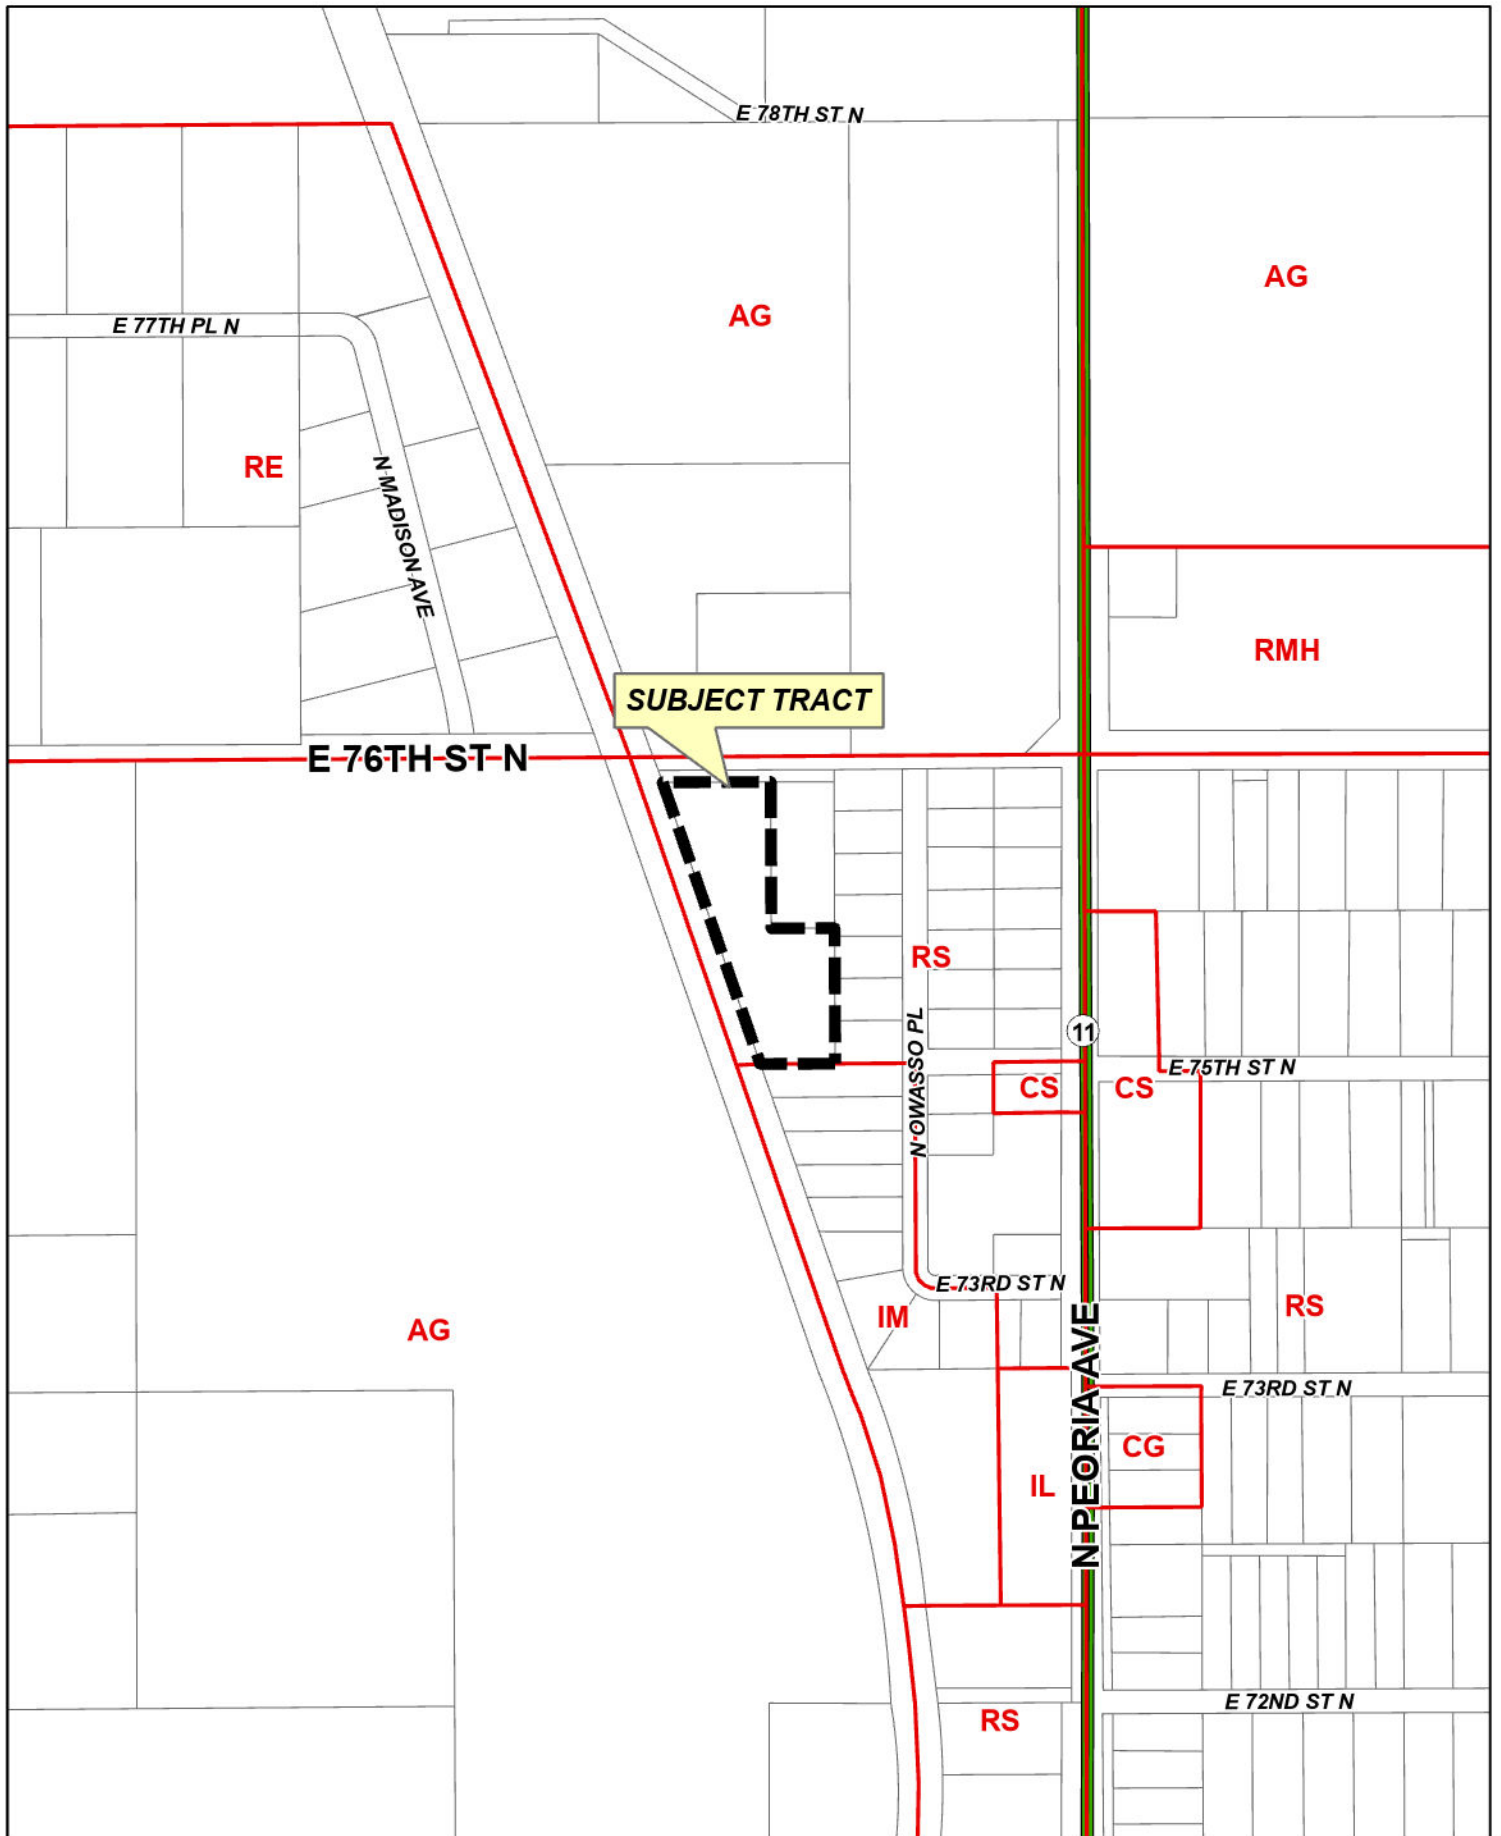 E 78TH ST N
AG
AG
E 77TH PL N
RE
N MADISON AVE
RMH
SUBJECT TRACT
E 76TH ST N
RS
N OWASSO PL
11
E 75TH ST N
CS
CS
E 73RD ST N
IM
RS
AG
N PEORIA AVE
E 73RD ST N
CG
IL
E 72ND ST N
RS